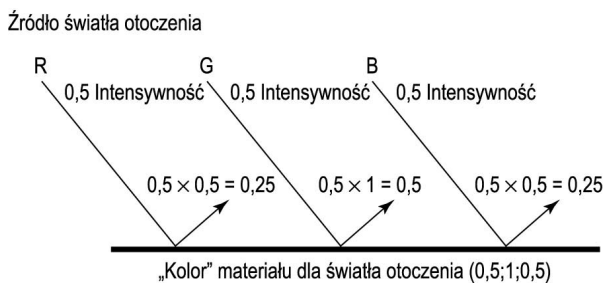 Źródło światła otoczenia
R G B
0,5 Intensywność 0,5 Intensywność 0,5 Intensywność
0,5 × 0,5 = 0,25 0,5 × 1 = 0,5 0,5 × 0,5 = 0,25
„Kolor” materiału dla światła otoczenia (0,5;1;0,5)